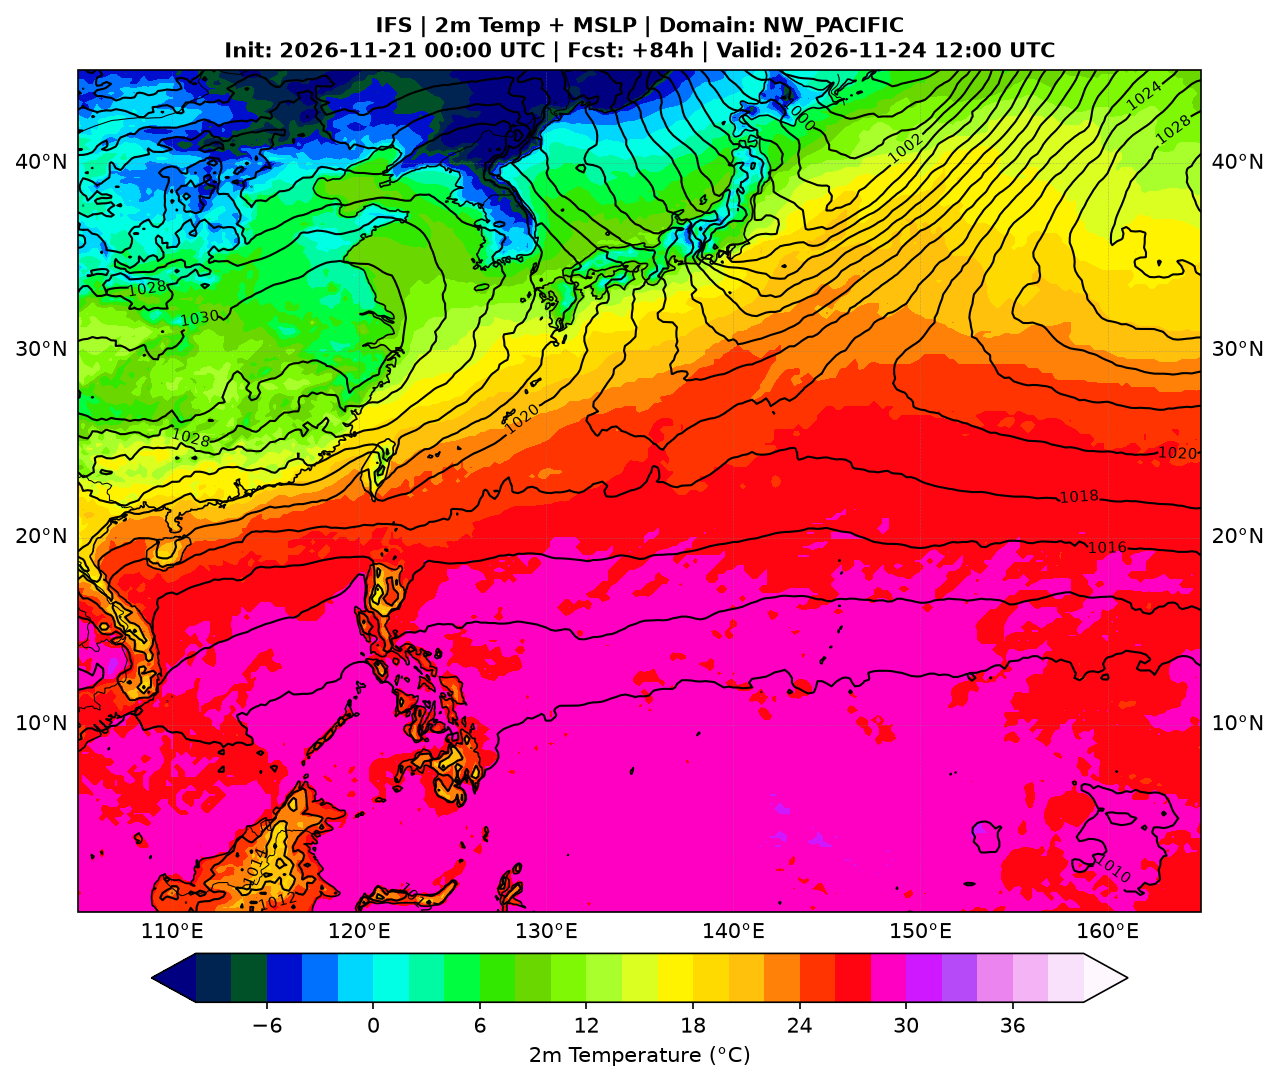 IFS | 2m Temp + MSLP | Domain: NW_PACIFIC
Init: 2026-11-21 00:00 UTC | Fcst: +84h | Valid: 2026-11-24 12:00 UTC
1024
1028
1000
1002
40°N
40°N
1028
1030
30°N
30°N
1020
1028
1020
1018
20°N
20°N
1016
10°N
10°N
1014
1010
1012
110°E
120°E
130°E
140°E
150°E
160°E
−6
0
6
12
18
24
30
36
2m Temperature (°C)